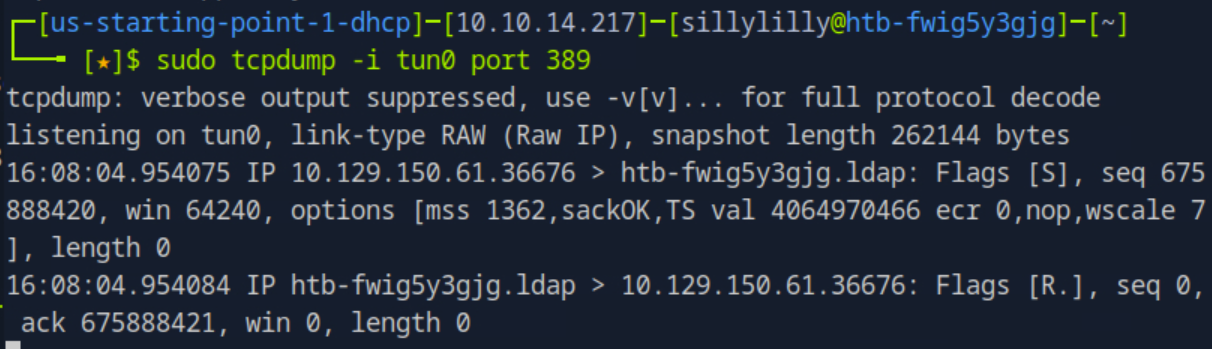 ┌─[us-starting-point-1-dhcp]─[10.10.14.217]─[sillylilly@htb-fwig5y3gjg]─[~]
└──╼ [★]$ sudo tcpdump -i tun0 port 389
tcpdump: verbose output suppressed, use -v[v]... for full protocol decode
listening on tun0, link-type RAW (Raw IP), snapshot length 262144 bytes
16:08:04.954075 IP 10.129.150.61.36676 > htb-fwig5y3gjg.ldap: Flags [S], seq 675
888420, win 64240, options [mss 1362,sackOK,TS val 4064970466 ecr 0,nop,wscale 7
], length 0
16:08:04.954084 IP htb-fwig5y3gjg.ldap > 10.129.150.61.36676: Flags [R.], seq 0,
 ack 675888421, win 0, length 0